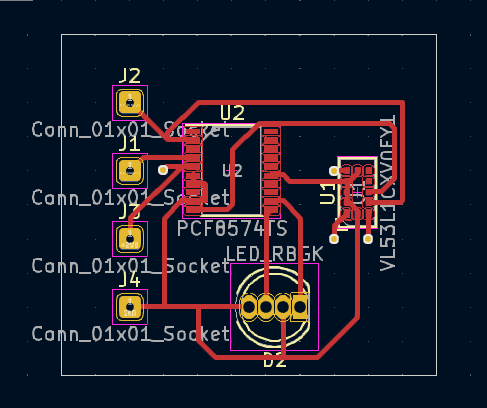 J2
Conn_01x01_Socket
U2
J1
U2
Conn_01x01_Socket
U1
J3
PCF8574TS
VL53L1CXV0FY1
Conn_01x01_Socket
LED_RBGK
J4
Conn_01x01_Socket
D2